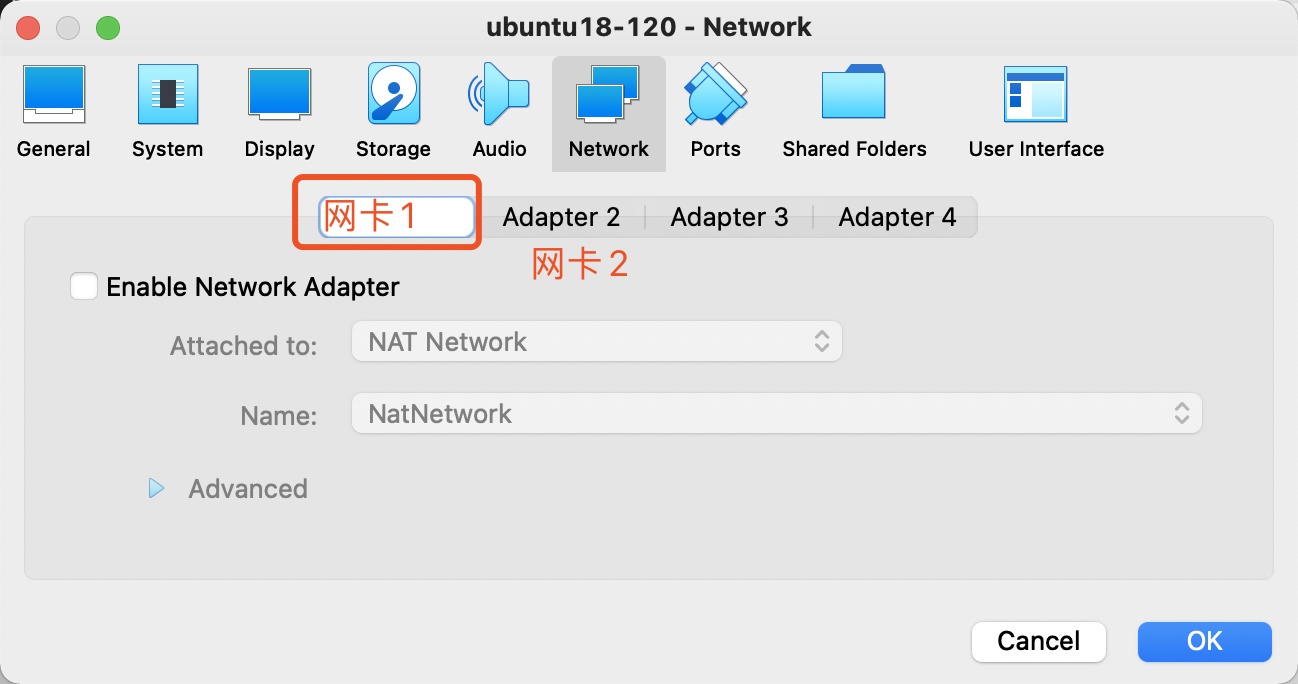 ubuntu18-120 - Network
General System Display Storage Audio Network Ports Shared Folders User Interface
网卡1 Adapter 2 Adapter 3 Adapter 4
网卡2
Enable Network Adapter
Attached to: NAT Network
Name: NatNetwork
Advanced
Cancel OK